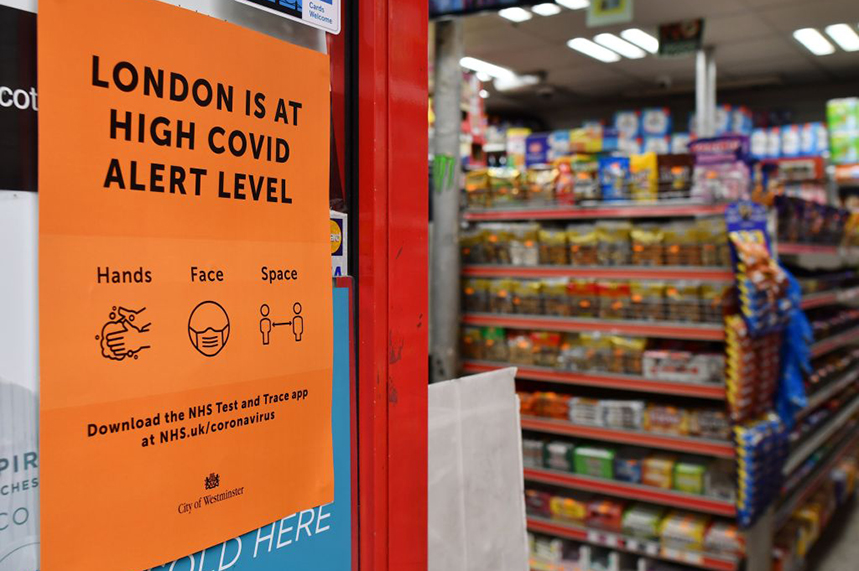 Cards
Welcome
cot
LONDON IS AT
HIGH COVID
ALERT LEVEL
Hands Face Space
Download the NHS Test and Trace app
at NHS.uk/coronavirus
City of Westminster
HERE